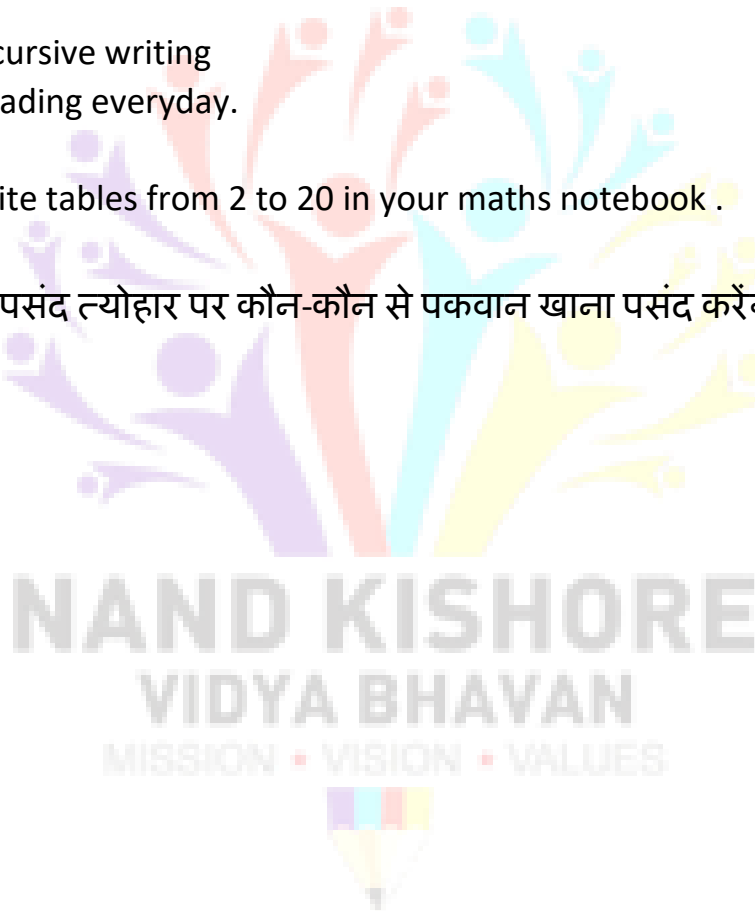 cursive writing
ading everyday.
ite tables from 2 to 20 in your maths notebook .
पसंद त्योहार पर कौन-कौन से पकवान खाना पसंद करें
NAND KISHORE
VIDYA BHAVAN
MISSION • VISION • VALUES